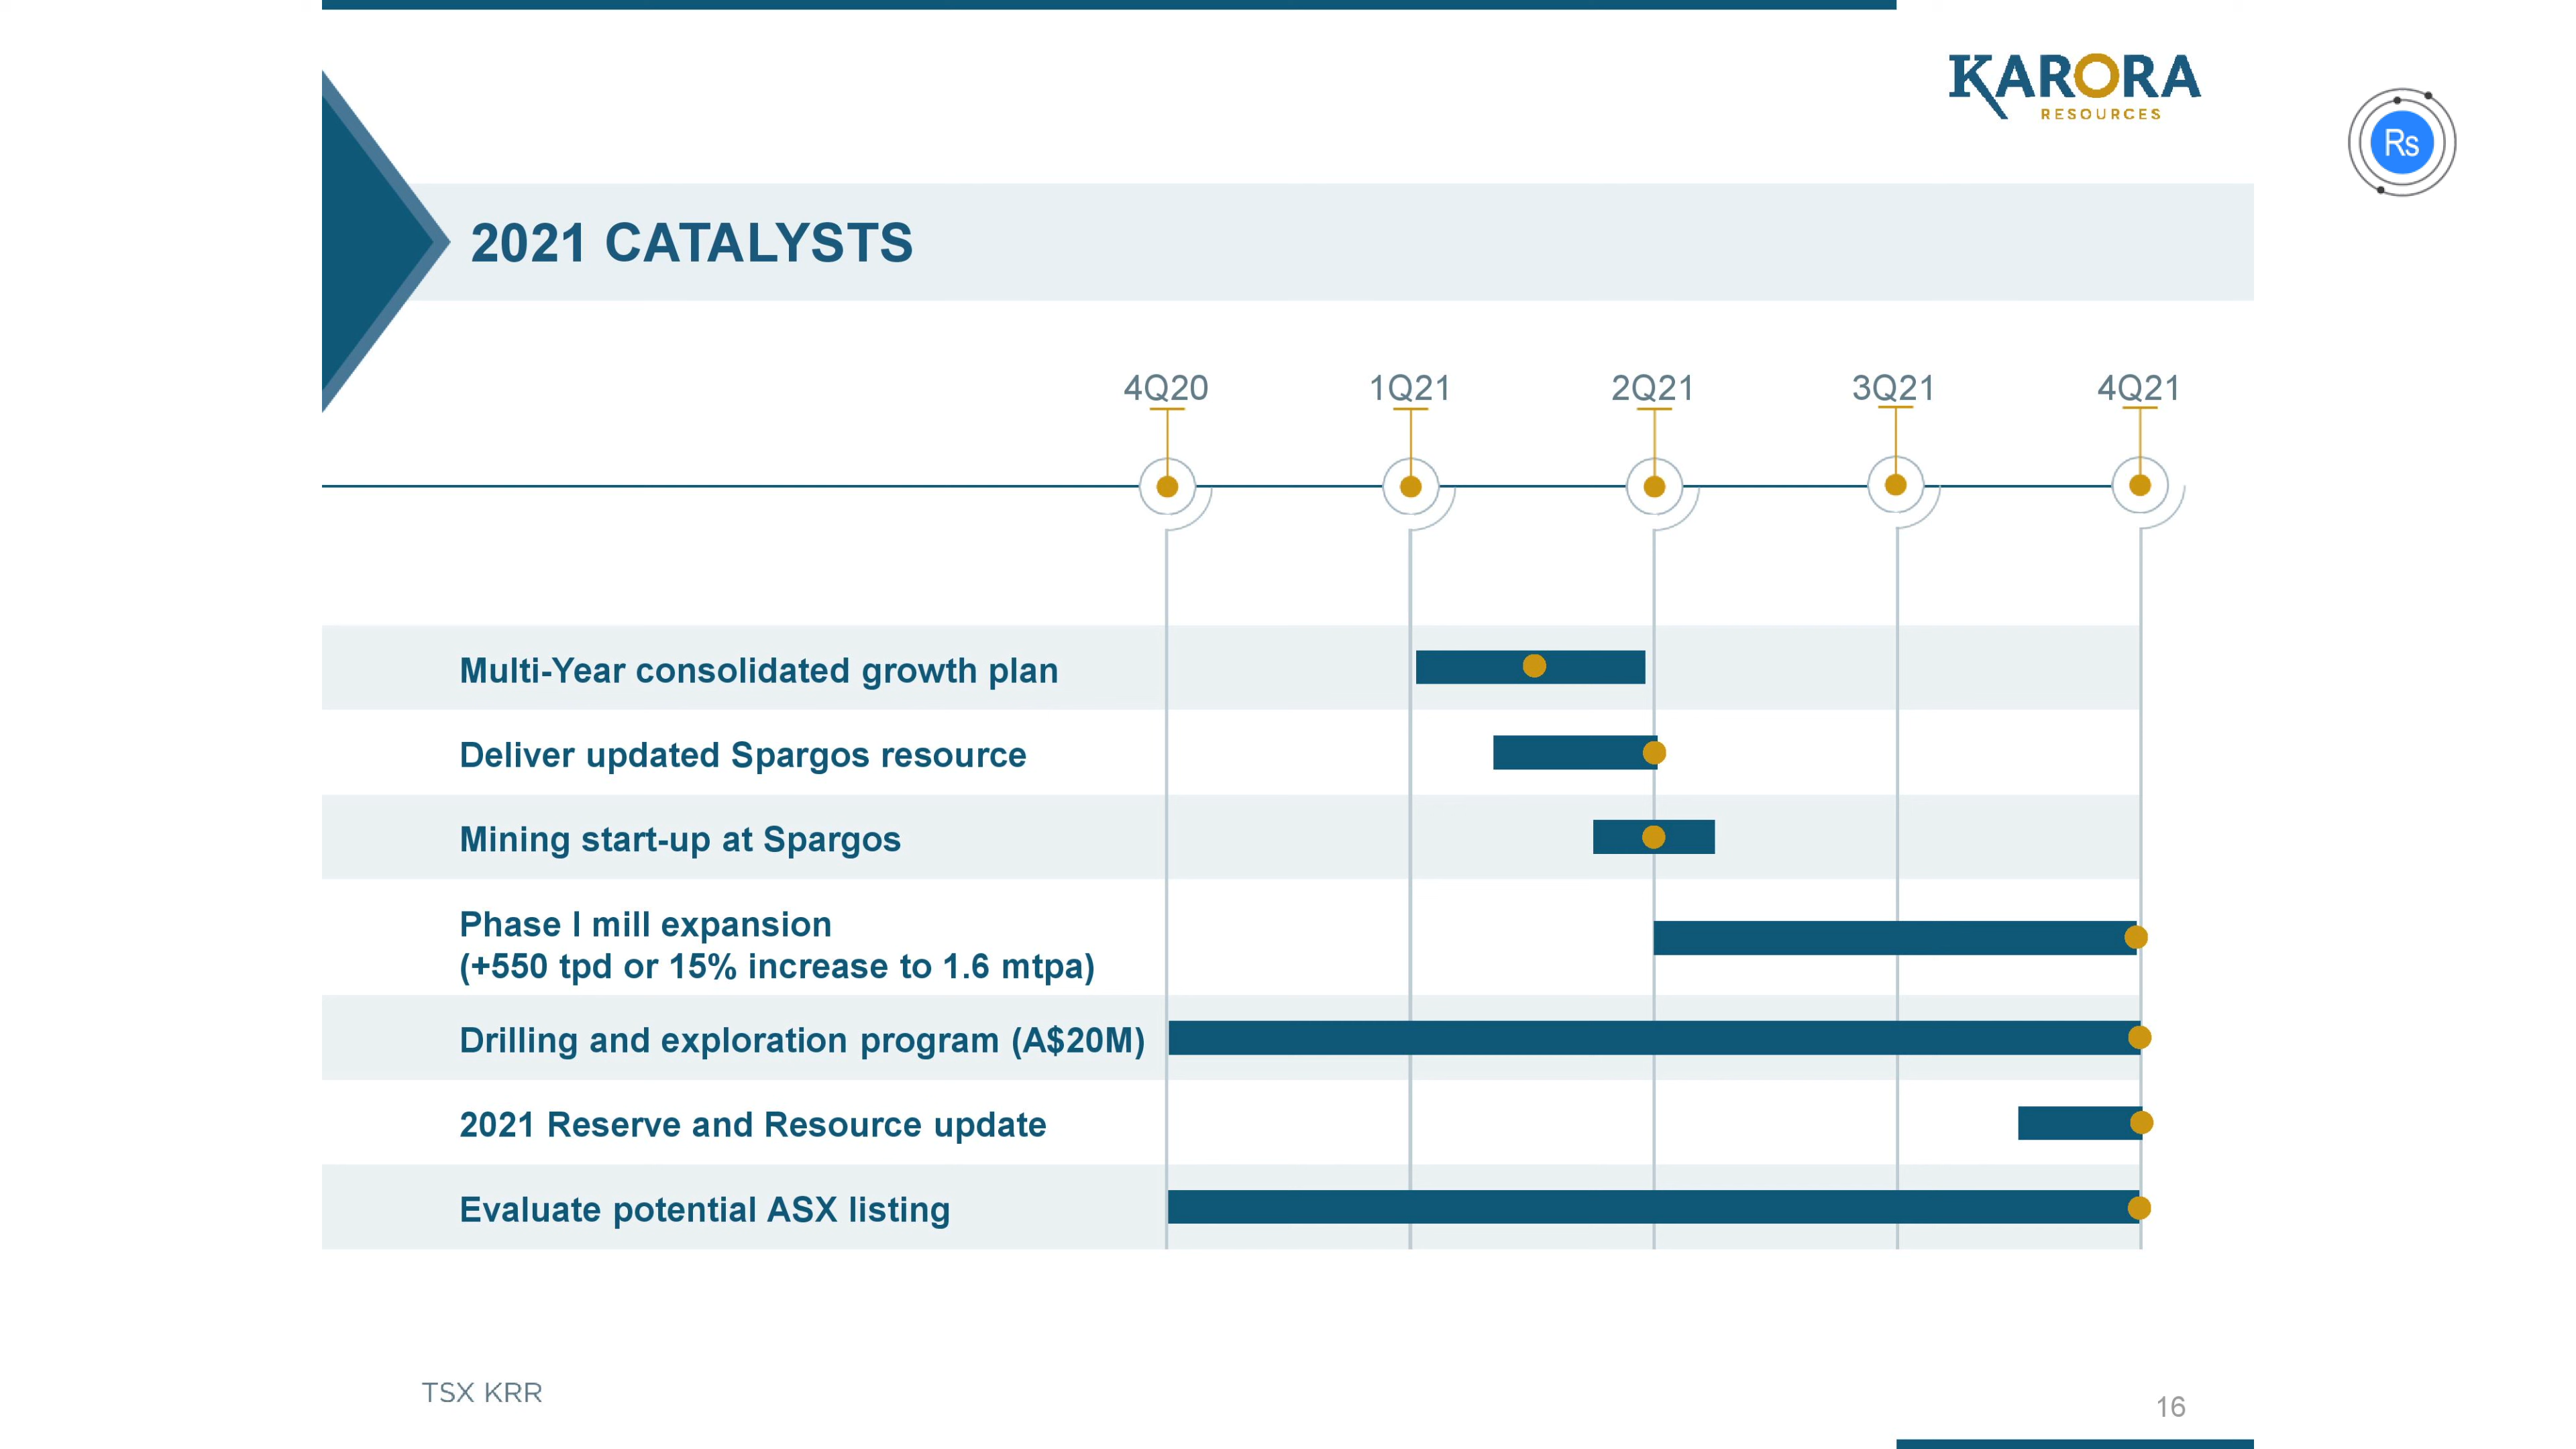 KARORA
RESOURCES
Rs
2021 CATALYSTS
4Q20 1Q21 2Q21 3Q21 4Q21
Multi-Year consolidated growth plan
Deliver updated Spargos resource
Mining start-up at Spargos
Phase I mill expansion
(+550 tpd or 15% increase to 1.6 mtpa)
Drilling and exploration program (A$20M)
2021 Reserve and Resource update
Evaluate potential ASX listing
TSX KRR
16